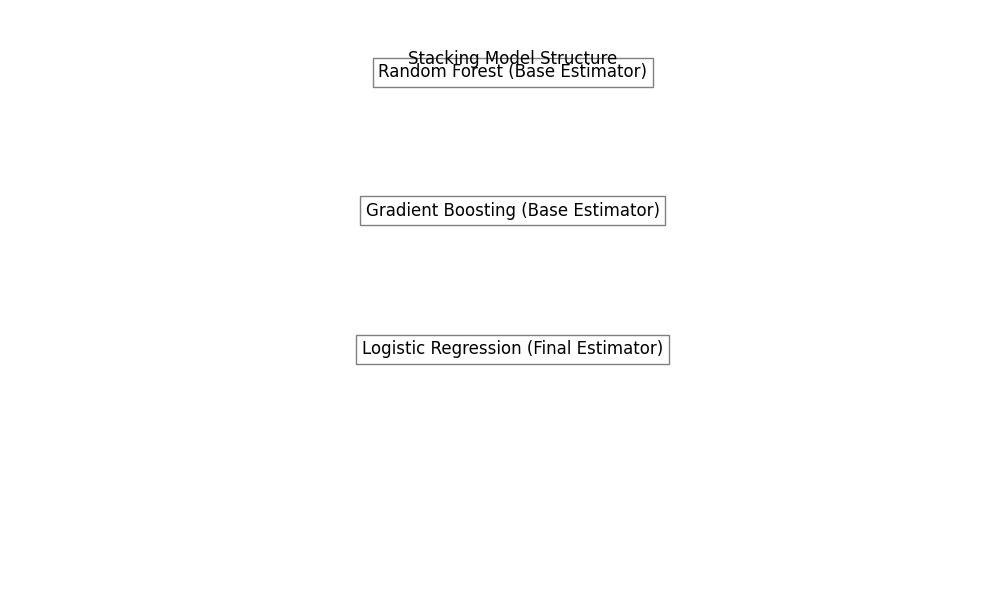 Stacking Model Structure
Random Forest (Base Estimator)
Gradient Boosting (Base Estimator)
Logistic Regression (Final Estimator)